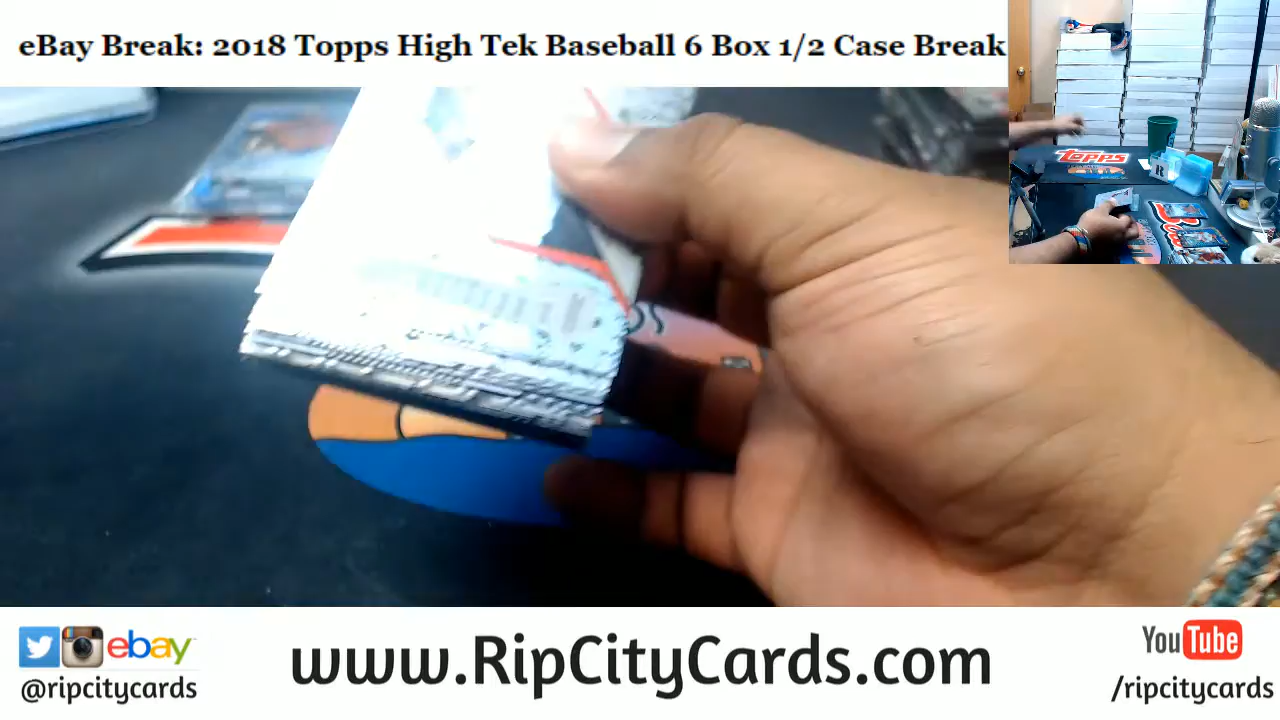 eBay Break: 2018 Topps High Tek Baseball 6 Box 1/2 Case Break
topps
ebay
@ripcitycards
www.RipCityCards.com
YouTube
/ripcitycards